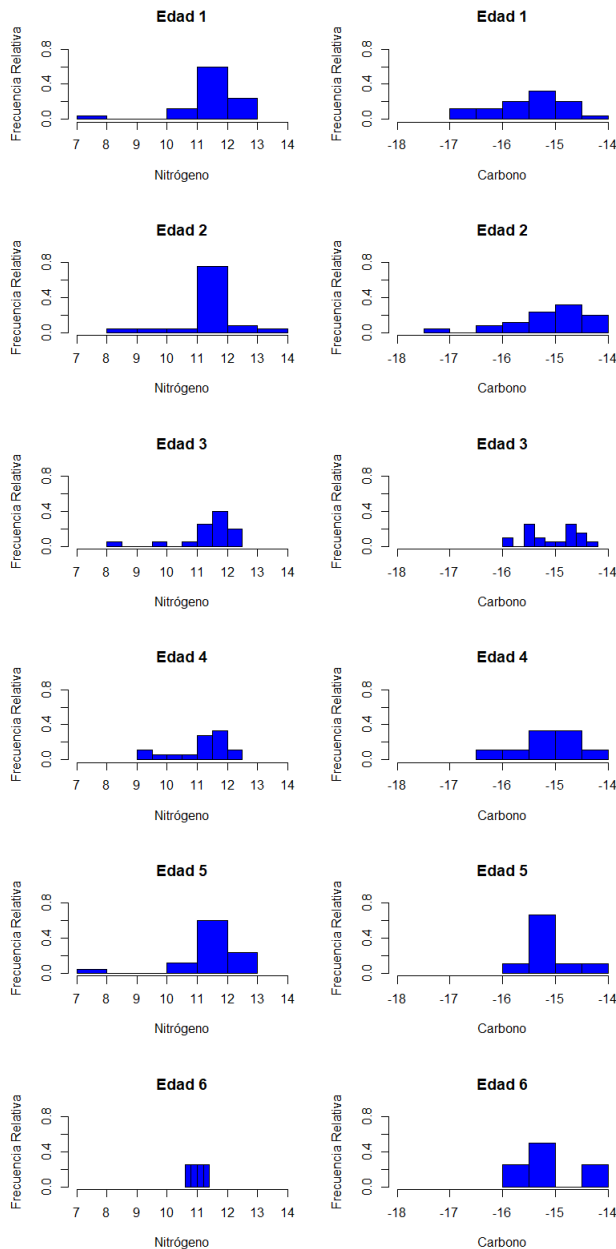 Edad 1
Frecuencia Relativa
0.0 0.4 0.8
7 8 9 10 11 12 13 14
Nitrógeno
Edad 1
Frecuencia Relativa
0.0 0.4 0.8
-18 -17 -16 -15 -14
Carbono
Edad 2
Frecuencia Relativa
0.0 0.4 0.8
7 8 9 10 11 12 13 14
Nitrógeno
Edad 2
Frecuencia Relativa
0.0 0.4 0.8
-18 -17 -16 -15 -14
Carbono
Edad 3
Frecuencia Relativa
0.0 0.4 0.8
7 8 9 10 11 12 13 14
Nitrógeno
Edad 3
Frecuencia Relativa
0.0 0.4 0.8
-18 -17 -16 -15 -14
Carbono
Edad 4
Frecuencia Relativa
0.0 0.4 0.8
7 8 9 10 11 12 13 14
Nitrógeno
Edad 4
Frecuencia Relativa
0.0 0.4 0.8
-18 -17 -16 -15 -14
Carbono
Edad 5
Frecuencia Relativa
0.0 0.4 0.8
7 8 9 10 11 12 13 14
Nitrógeno
Edad 5
Frecuencia Relativa
0.0 0.4 0.8
-18 -17 -16 -15 -14
Carbono
Edad 6
Frecuencia Relativa
0.0 0.4 0.8
7 8 9 10 11 12 13 14
Nitrógeno
Edad 6
Frecuencia Relativa
0.0 0.4 0.8
-18 -17 -16 -15 -14
Carbono